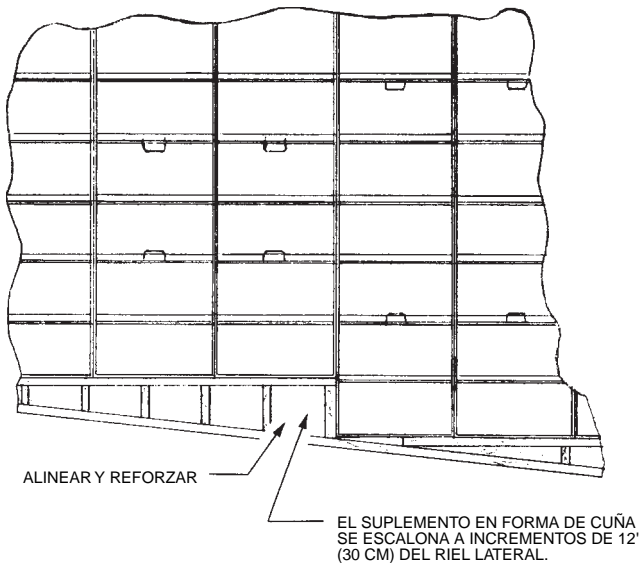 ALINEAR Y REFORZAR
EL SUPLEMENTO EN FORMA DE CUÑA
SE ESCALONA A INCREMENTOS DE 12'
(30 CM) DEL RIEL LATERAL.